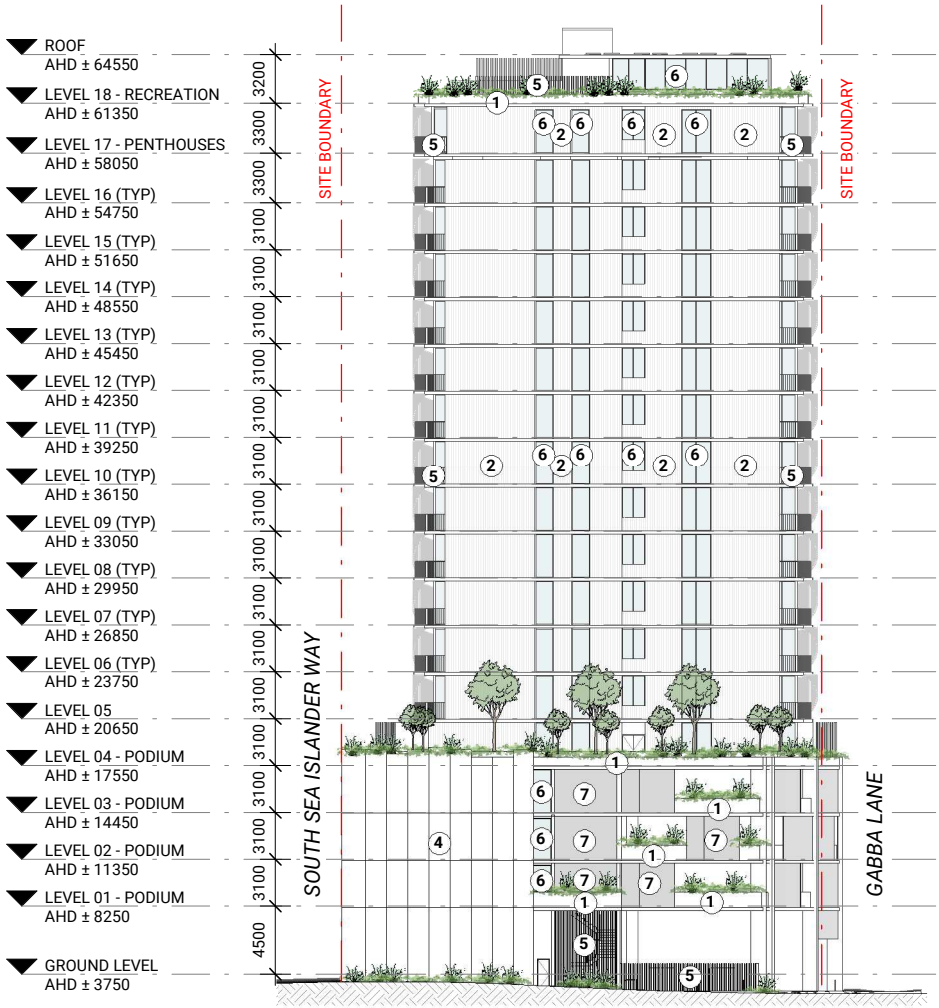 ROOF
AHD ± 64550
3200
LEVEL 18 - RECREATION
AHD ± 61350
3300
LEVEL 17 - PENTHOUSES
AHD ± 58050
3300
LEVEL 16 (TYP)
AHD ± 54750
3100
LEVEL 15 (TYP)
AHD ± 51650
3100
LEVEL 14 (TYP)
AHD ± 48550
3100
LEVEL 13 (TYP)
AHD ± 45450
3100
LEVEL 12 (TYP)
AHD ± 42350
3100
LEVEL 11 (TYP)
AHD ± 39250
3100
LEVEL 10 (TYP)
AHD ± 36150
3100
LEVEL 09 (TYP)
AHD ± 33050
3100
LEVEL 08 (TYP)
AHD ± 29950
3100
LEVEL 07 (TYP)
AHD ± 26850
3100
LEVEL 06 (TYP)
AHD ± 23750
3100
LEVEL 05
AHD ± 20650
3100
LEVEL 04 - PODIUM
AHD ± 17550
3100
LEVEL 03 - PODIUM
AHD ± 14450
3100
LEVEL 02 - PODIUM
AHD ± 11350
3100
LEVEL 01 - PODIUM
AHD ± 8250
4500
GROUND LEVEL
AHD ± 3750
SITE BOUNDARY
SITE BOUNDARY
SOUTH SEA ISLANDER WAY
GABBA LANE
5 6
1
6 2 6 6 2 6 2
5 5
6 6 6 6
2 2 2 2
5 5
1
6 7
1
4 6 7 7
1
6 7 7
1 1
5
5